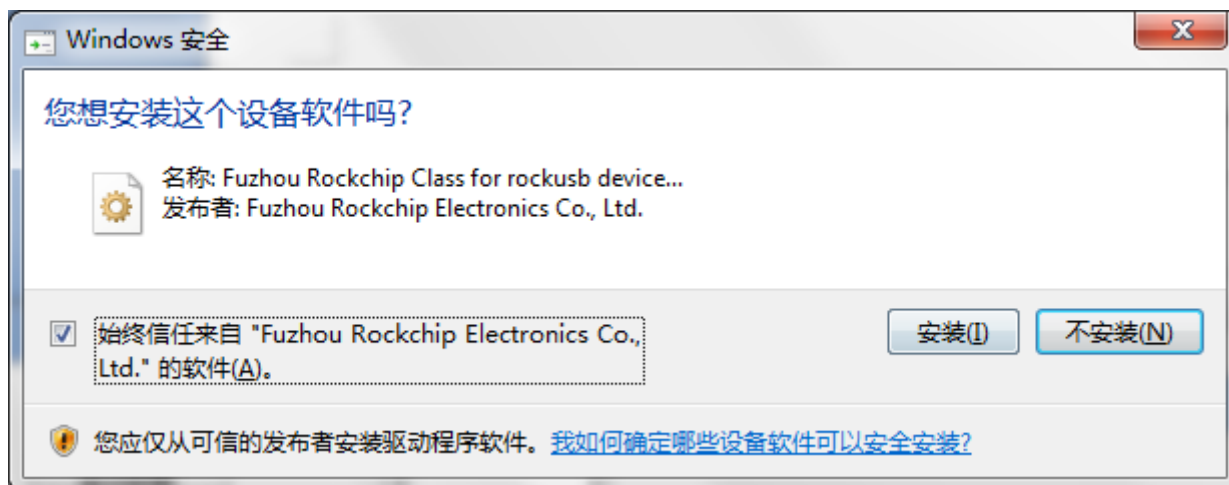 Windows 安全
您想安装这个设备软件吗?
名称: Fuzhou Rockchip Class for rockusb device...
发布者: Fuzhou Rockchip Electronics Co., Ltd.
始终信任来自 "Fuzhou Rockchip Electronics Co.,
Ltd." 的软件(A)。
安装(I)
不安装(N)
您应仅从可信的发布者安装驱动程序软件。我如何确定哪些设备软件可以安全安装?